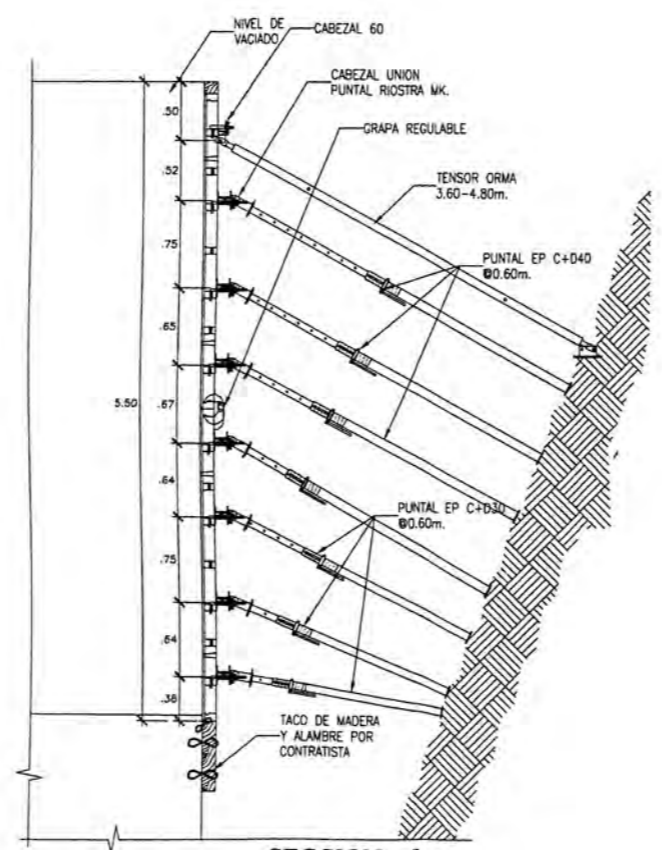 NIVEL DE
VACIADO
CABEZAL 60
CABEZAL UNION
PUNTAL RIOSTRA MK.
GRAPA REGULABLE
TENSOR ORMA
3.60-4.80m.
PUNTAL EP C+D40
@0.60m.
.50
.52
.75
.65
5.50
.67
.64
.75
.64
.38
PUNTAL EP C+D30
@0.60m.
TACO DE MADERA
Y ALAMBRE POR
CONTRATISTA